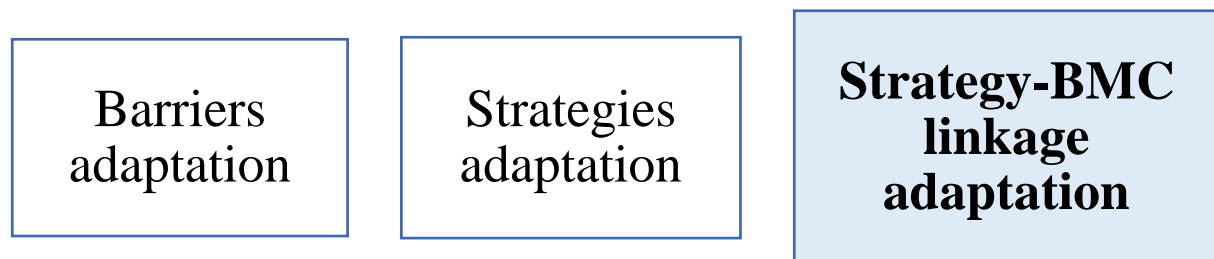 Barriers
adaptation
Strategies
adaptation
Strategy-BMC
linkage
adaptation